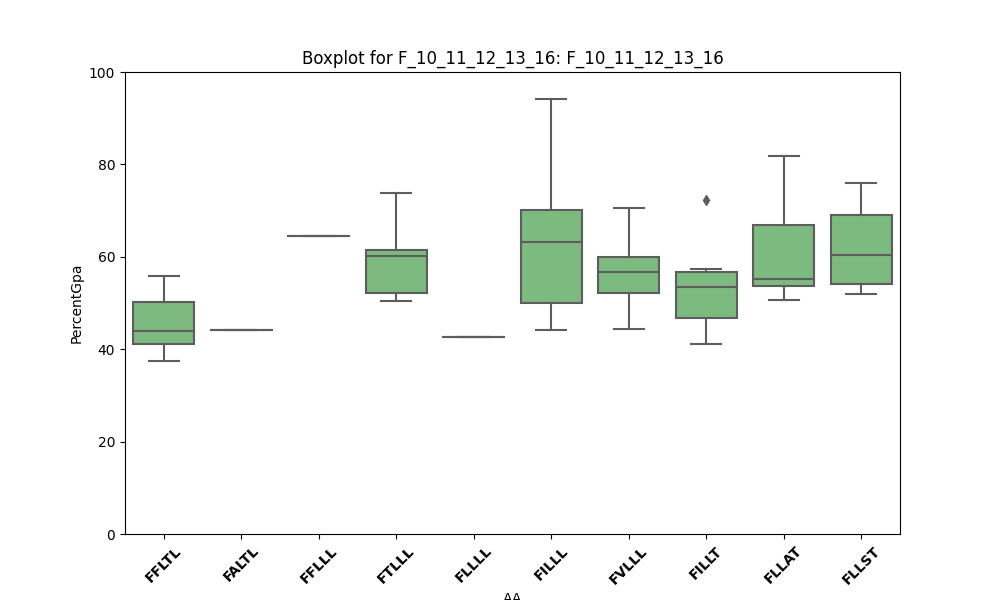 Boxplot for F_10_11_12_13_16: F_10_11_12_13_16
100
80
60
40
20
0
PercentGpa
FFLTL
FALTL
FFLLL
FTLLL
FLLLL
FILLL
FVLLL
FILLT
FLLAT
FLLST
AA